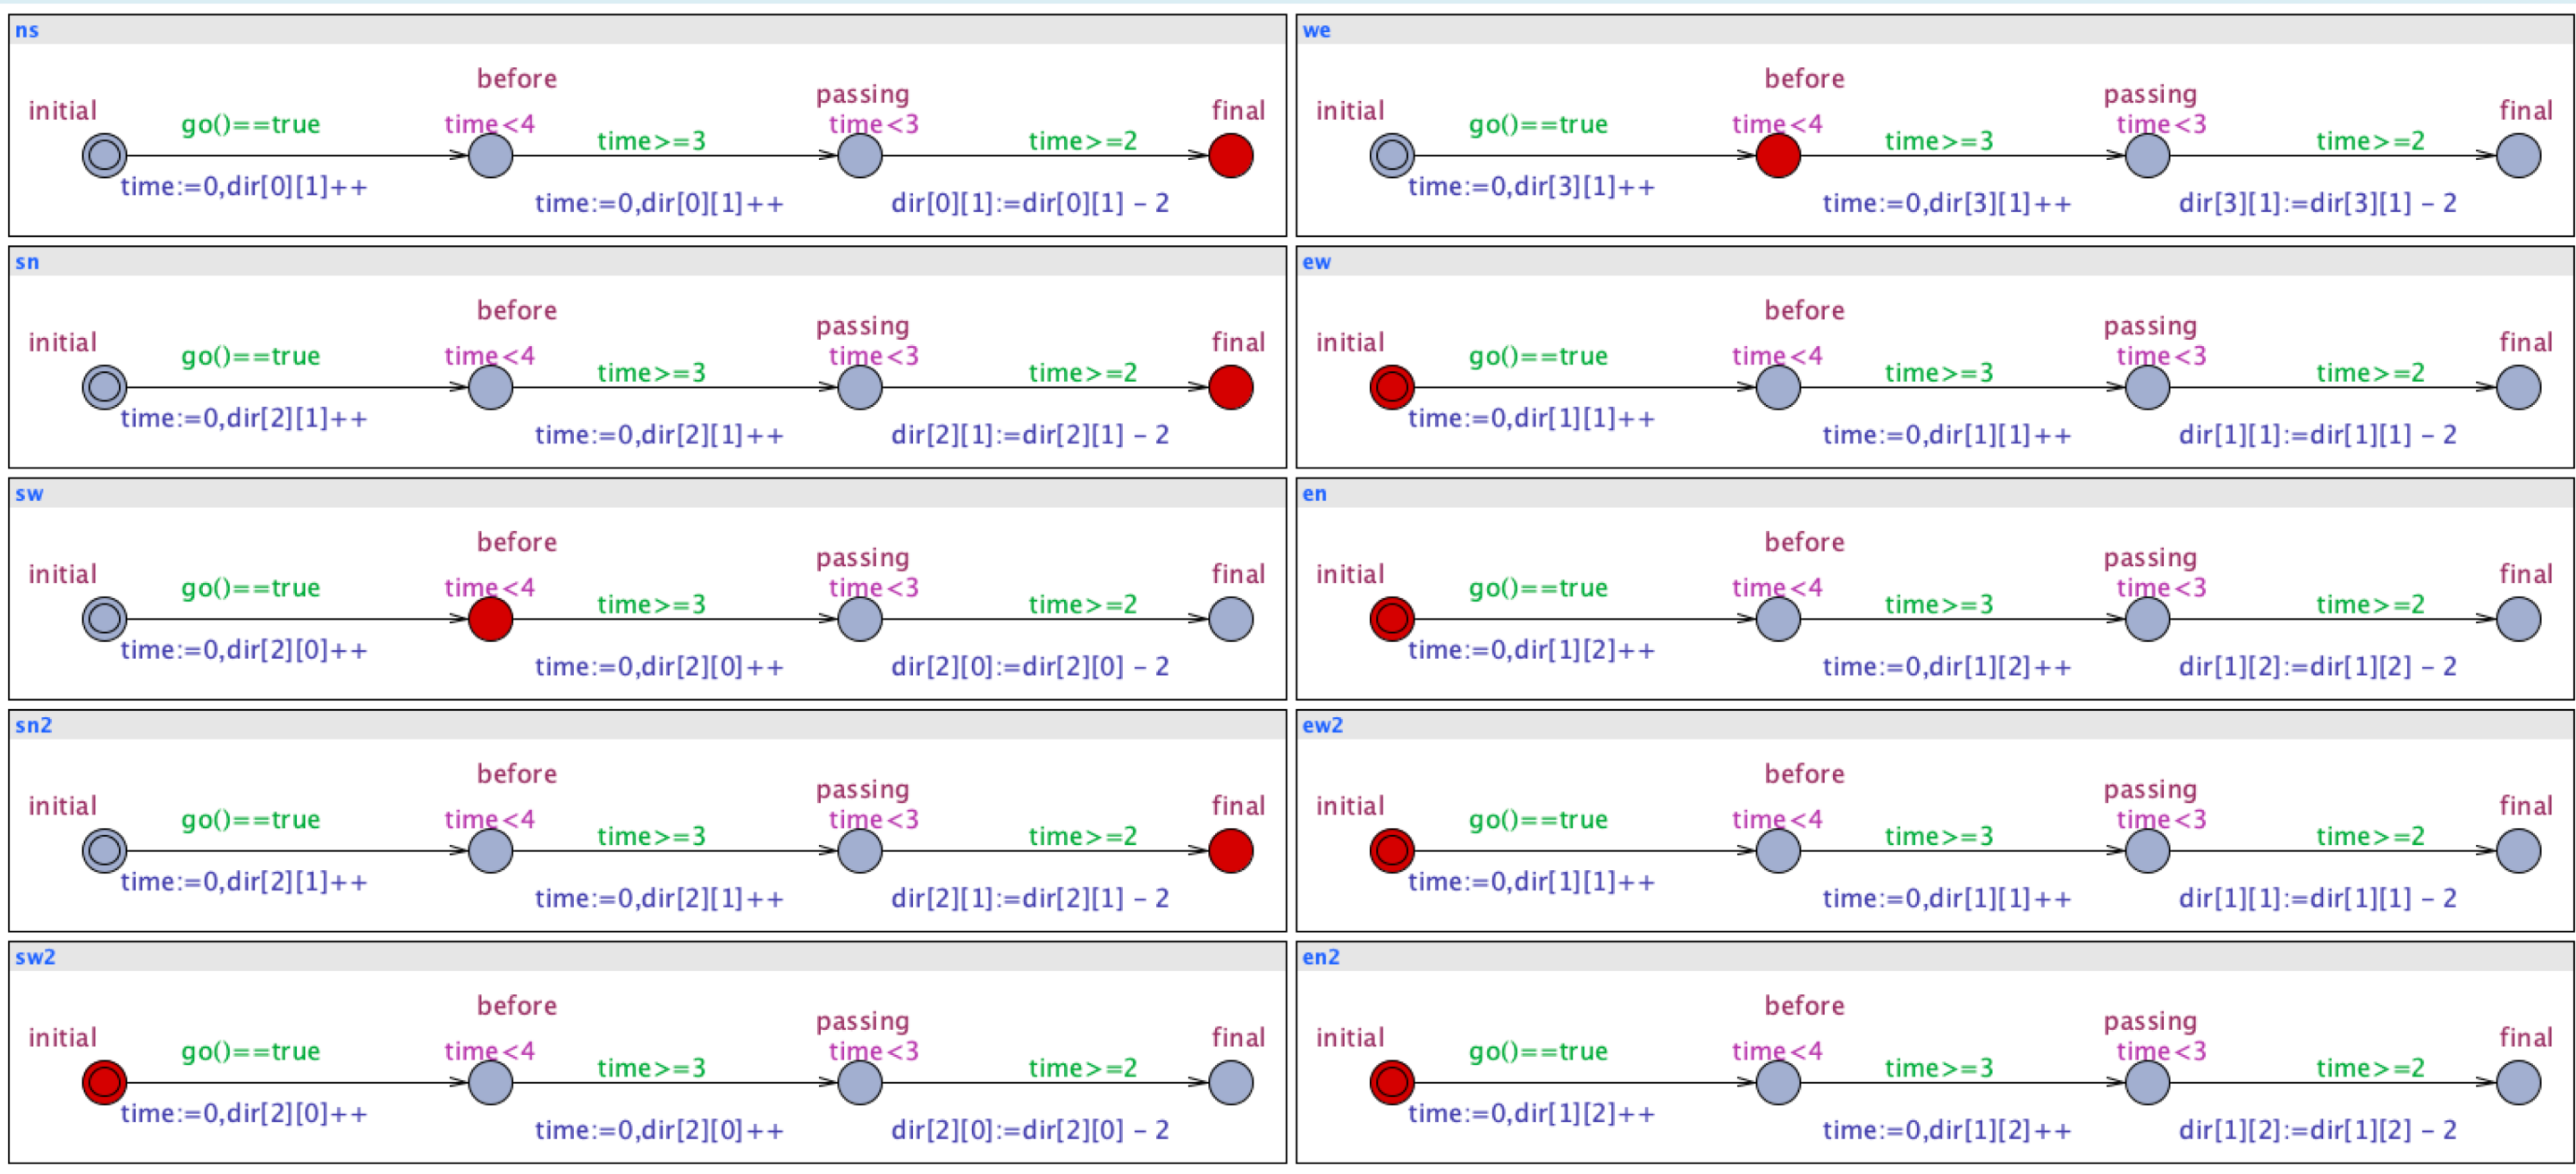 ns
before
passing
initial
final
go()==true
time<4
time<3
time>=3
time>=2
time:=0,dir[0][1]++
time:=0,dir[0][1]++
dir[0][1]:=dir[0][1] - 2
we
before
passing
initial
final
go()==true
time<4
time<3
time>=3
time>=2
time:=0,dir[3][1]++
time:=0,dir[3][1]++
dir[3][1]:=dir[3][1] - 2
sn
before
passing
initial
final
go()==true
time<4
time<3
time>=3
time>=2
time:=0,dir[2][1]++
time:=0,dir[2][1]++
dir[2][1]:=dir[2][1] - 2
ew
before
passing
initial
final
go()==true
time<4
time<3
time>=3
time>=2
time:=0,dir[1][1]++
time:=0,dir[1][1]++
dir[1][1]:=dir[1][1] - 2
sw
before
passing
initial
final
go()==true
time<4
time<3
time>=3
time>=2
time:=0,dir[2][0]++
time:=0,dir[2][0]++
dir[2][0]:=dir[2][0] - 2
en
before
passing
initial
final
go()==true
time<4
time<3
time>=3
time>=2
time:=0,dir[1][2]++
time:=0,dir[1][2]++
dir[1][2]:=dir[1][2] - 2
sn2
before
passing
initial
final
go()==true
time<4
time<3
time>=3
time>=2
time:=0,dir[2][1]++
time:=0,dir[2][1]++
dir[2][1]:=dir[2][1] - 2
ew2
before
passing
initial
final
go()==true
time<4
time<3
time>=3
time>=2
time:=0,dir[1][1]++
time:=0,dir[1][1]++
dir[1][1]:=dir[1][1] - 2
sw2
before
passing
initial
final
go()==true
time<4
time<3
time>=3
time>=2
time:=0,dir[2][0]++
time:=0,dir[2][0]++
dir[2][0]:=dir[2][0] - 2
en2
before
passing
initial
final
go()==true
time<4
time<3
time>=3
time>=2
time:=0,dir[1][2]++
time:=0,dir[1][2]++
dir[1][2]:=dir[1][2] - 2